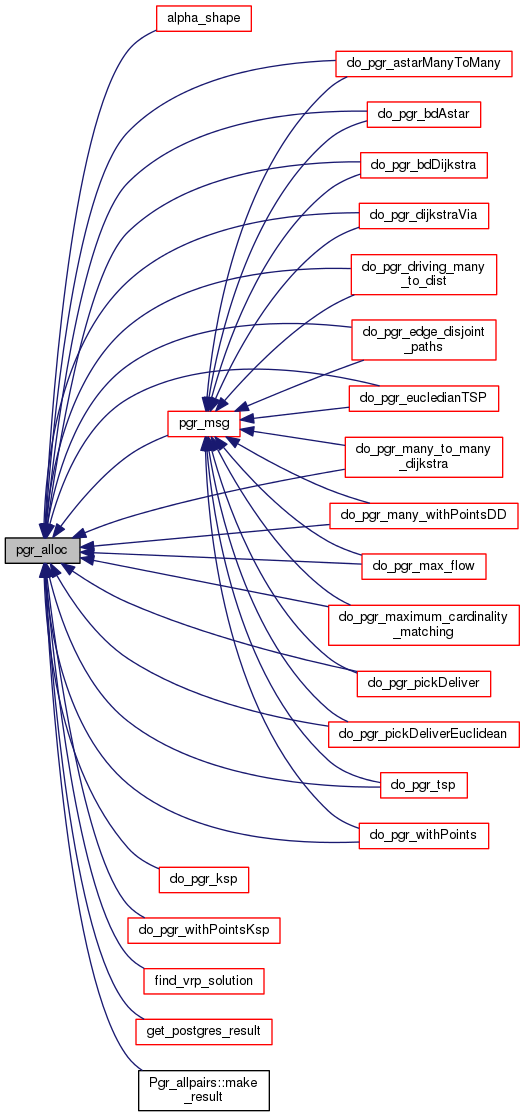 alpha_shape
do_pgr_astarManyToMany
do_pgr_bdAstar
do_pgr_bdDijkstra
do_pgr_dijkstraVia
do_pgr_driving_many
_to_dist
do_pgr_edge_disjoint
_paths
do_pgr_eucledianTSP
pgr_msg
do_pgr_many_to_many
_dijkstra
do_pgr_many_withPointsDD
pgr_alloc
do_pgr_max_flow
do_pgr_maximum_cardinality
_matching
do_pgr_pickDeliver
do_pgr_pickDeliverEuclidean
do_pgr_tsp
do_pgr_withPoints
do_pgr_ksp
do_pgr_withPointsKsp
find_vrp_solution
get_postgres_result
Pgr_allpairs::make
_result